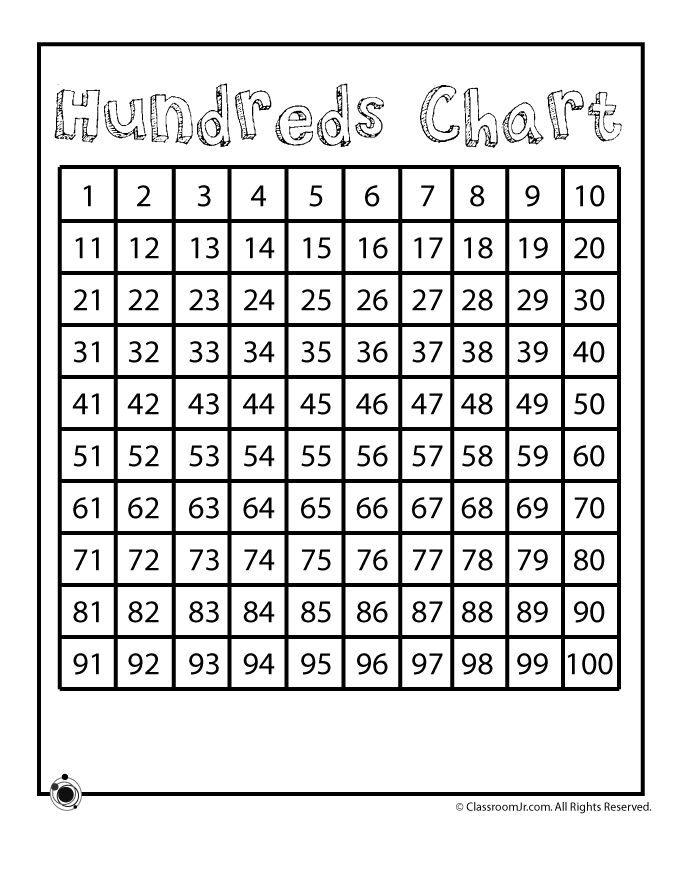 Hundreds Chart
1 2 3 4 5 6 7 8 9 10
11 12 13 14 15 16 17 18 19 20
21 22 23 24 25 26 27 28 29 30
31 32 33 34 35 36 37 38 39 40
41 42 43 44 45 46 47 48 49 50
51 52 53 54 55 56 57 58 59 60
61 62 63 64 65 66 67 68 69 70
71 72 73 74 75 76 77 78 79 80
81 82 83 84 85 86 87 88 89 90
91 92 93 94 95 96 97 98 99 100
© ClassroomJr.com. All Rights Reserved.